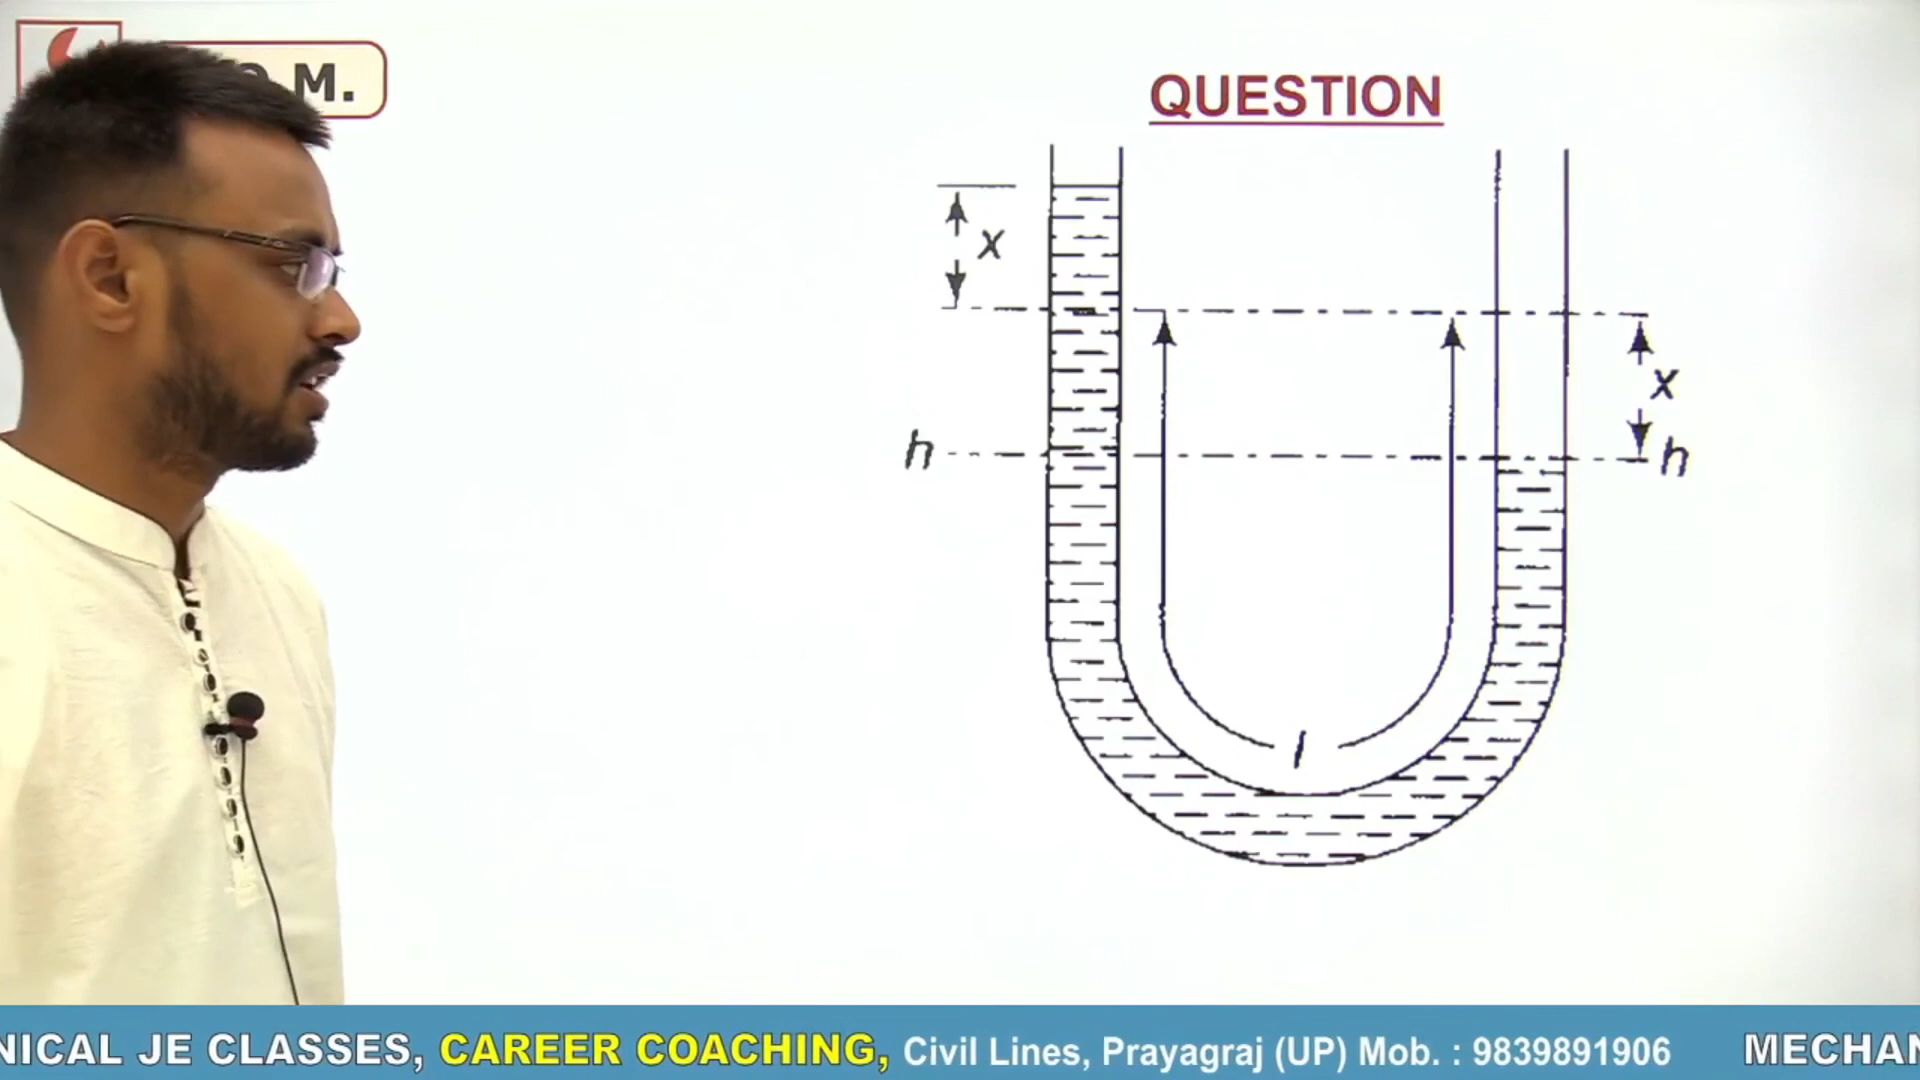 M.
QUESTION
x
x
h
h
l
NICAL JE CLASSES, CAREER COACHING, Civil Lines, Prayagraj (UP) Mob. : 9839891906 MECHAN